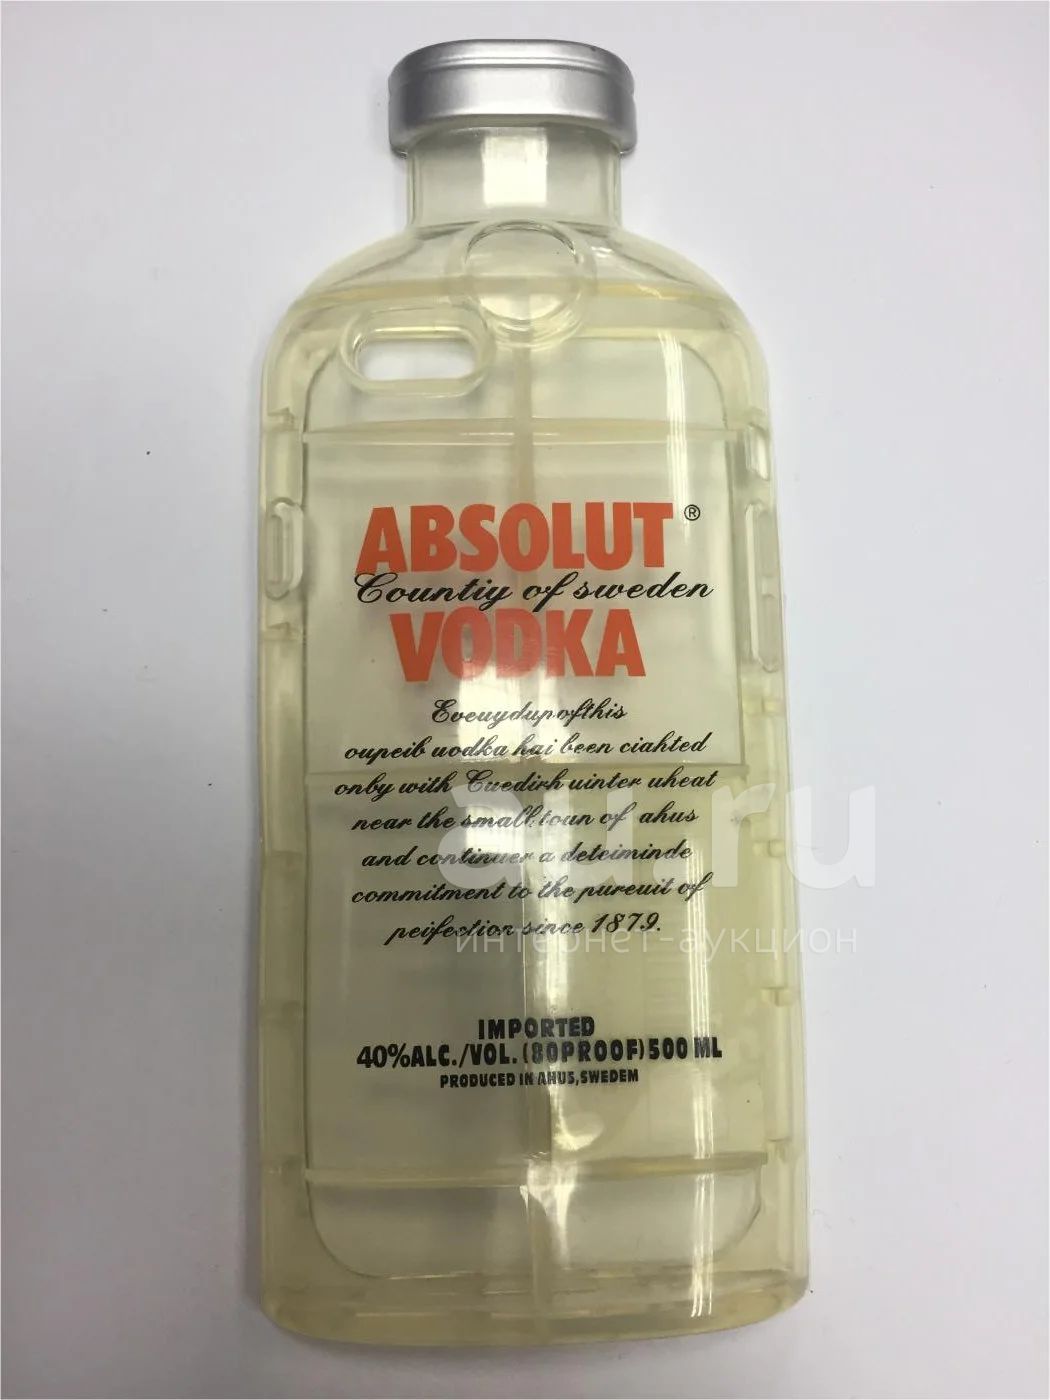 ABSOLUT ®
Countiy of sweden
VODKA
Eveuydupofthis
oupeib uodka hai been ciahted
onby with Cuedirh uinter uheat
near the small toun of ahus
and continuer a deteiminde
commitment to the pureuit of
peifection since 1879.
IMPORTED
40%ALC./VOL.(80PROOF)500 ML
PRODUCED IN AHUS,SWEDEM
au.ru
интернет-аукцион